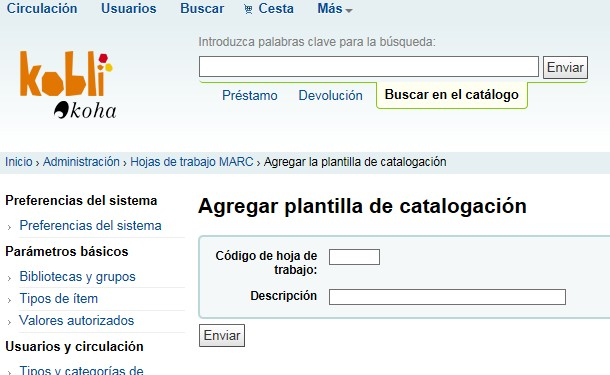 Circulación Usuarios Buscar Cesta Más
kobli
koha
Introduzca palabras clave para la búsqueda:
Enviar
Préstamo Devolución Buscar en el catálogo
Inicio › Administración › Hojas de trabajo MARC › Agregar la plantilla de catalogación
Preferencias del sistema
› Preferencias del sistema
Parámetros básicos
› Bibliotecas y grupos
› Tipos de ítem
› Valores autorizados
Usuarios y circulación
› Tipos y categorías de
Agregar plantilla de catalogación
Código de hoja de
trabajo:
Descripción
Enviar